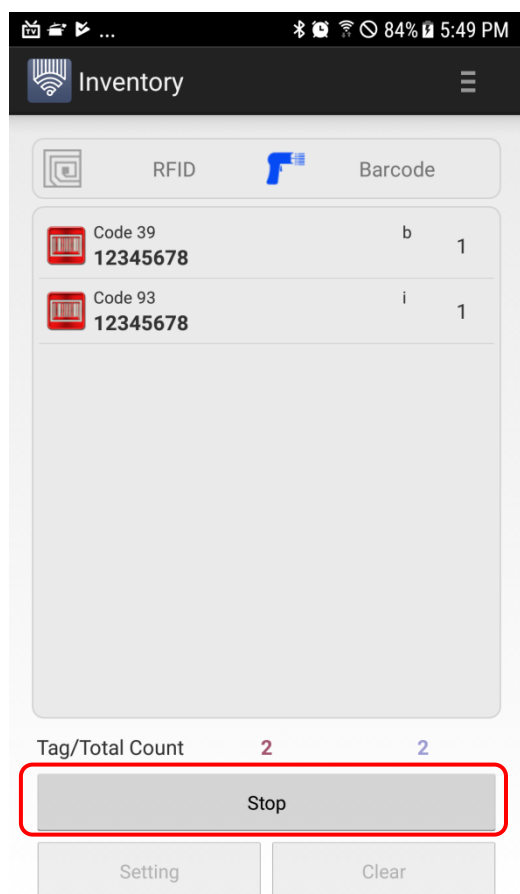 ... 84% 5:49 PM
Inventory
RFID Barcode
Code 39 b
12345678 1
Code 93 i
12345678 1
Tag/Total Count 2 2
Stop
Setting Clear